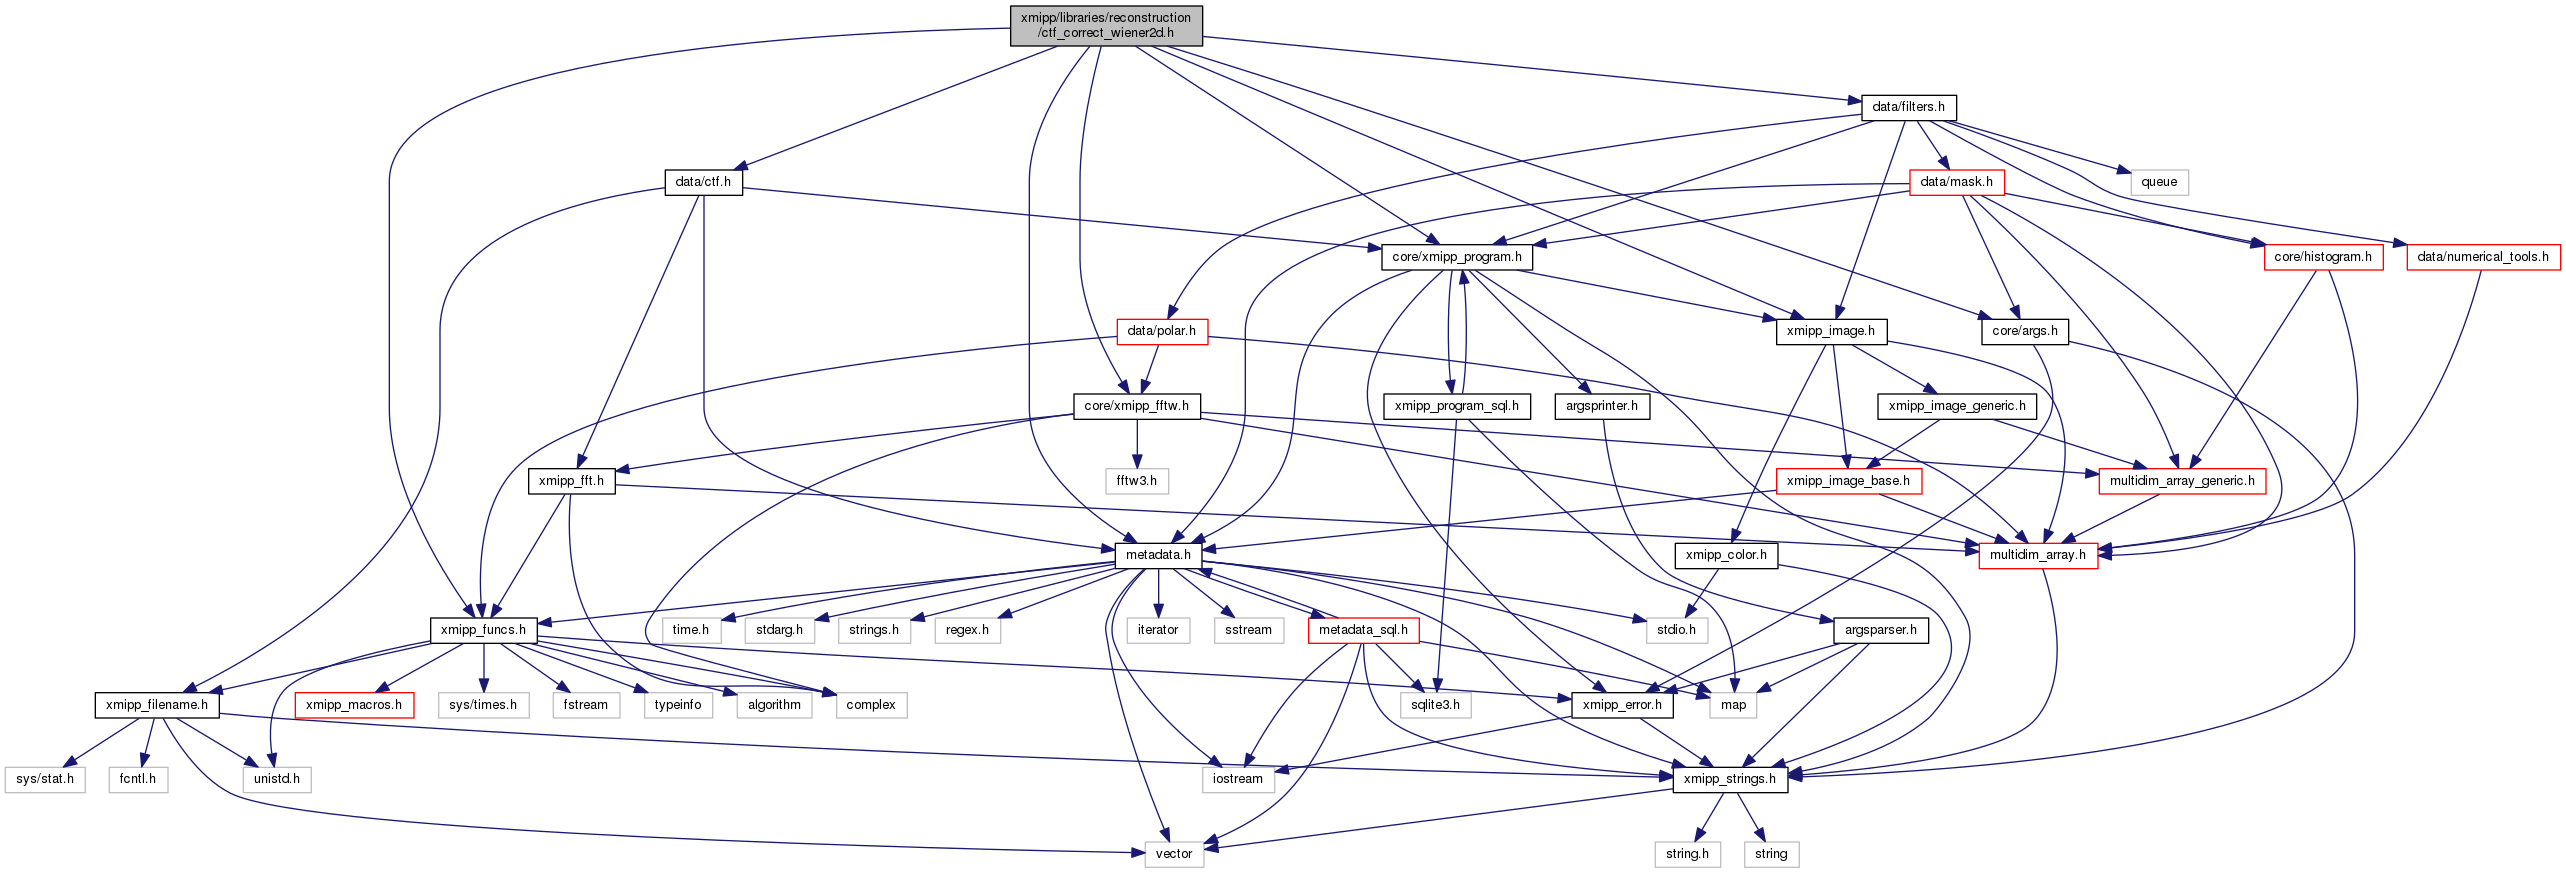 xmipp/libraries/reconstruction
/ctf_correct_wiener2d.h
data/filters.h
data/ctf.h
data/mask.h
queue
core/xmipp_program.h
core/histogram.h
data/numerical_tools.h
data/polar.h
xmipp_image.h
core/args.h
core/xmipp_fftw.h
xmipp_program_sql.h
argsprinter.h
xmipp_image_generic.h
xmipp_fft.h
fftw3.h
xmipp_image_base.h
multidim_array_generic.h
metadata.h
xmipp_color.h
multidim_array.h
xmipp_funcs.h
time.h
stdarg.h
strings.h
regex.h
iterator
sstream
metadata_sql.h
stdio.h
argsparser.h
xmipp_filename.h
xmipp_macros.h
sys/times.h
fstream
typeinfo
algorithm
complex
sqlite3.h
xmipp_error.h
map
sys/stat.h
fcntl.h
unistd.h
iostream
xmipp_strings.h
vector
string.h
string